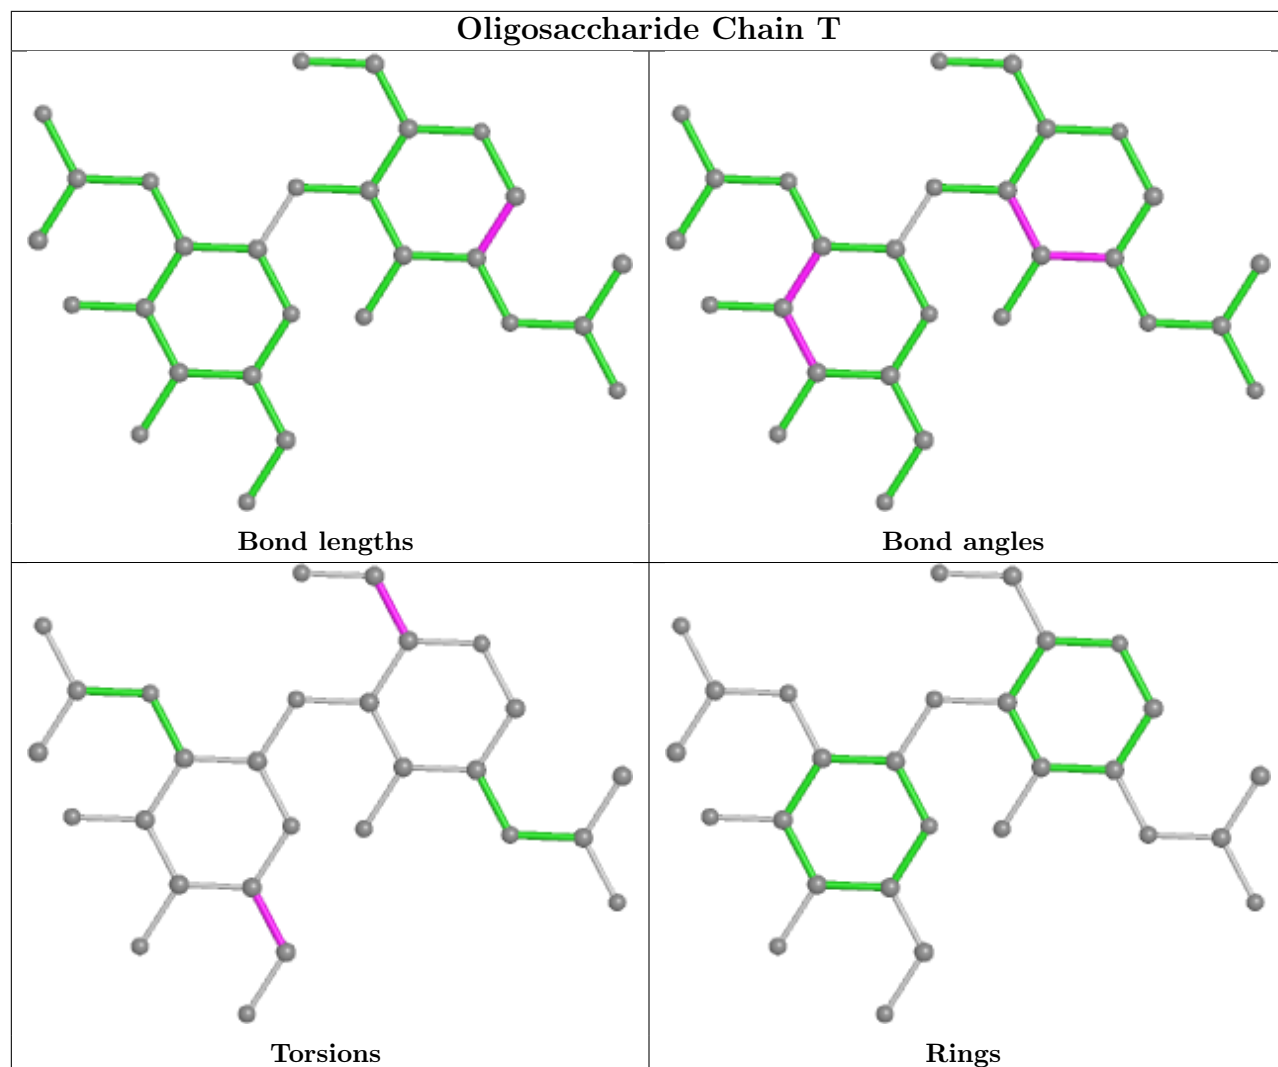 Oligosaccharide Chain T
Bond lengths
Bond angles
Torsions
Rings